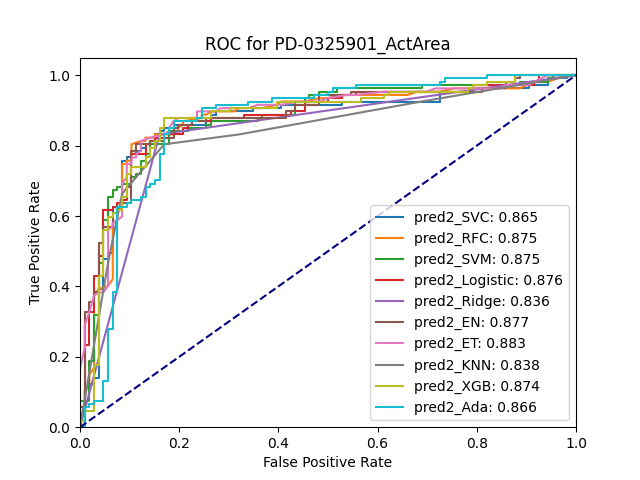 ROC for PD-0325901_ActArea
True Positive Rate
1.0
0.8
0.6
0.4
0.2
0.0
pred2_SVC: 0.865
pred2_RFC: 0.875
pred2_SVM: 0.875
pred2_Logistic: 0.876
pred2_Ridge: 0.836
pred2_EN: 0.877
pred2_ET: 0.883
pred2_KNN: 0.838
pred2_XGB: 0.874
pred2_Ada: 0.866
0.0 0.2 0.4 0.6 0.8 1.0
False Positive Rate